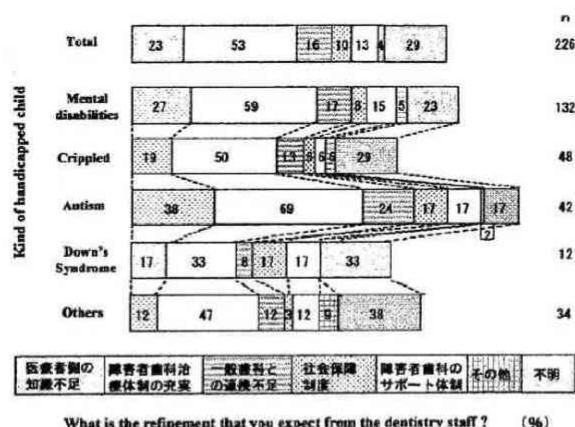 n
Total 23 53 16 10 13 4 29 226
Mental
disabilities 27 59 17 8 15 5 23 132
Crippled 19 50 13 6 6 29 48
Autism 38 69 24 17 17 17 42
2
Down's
Syndrome 17 33 8 17 17 33 12
Others 12 47 12 3 12 9 38 34
Kind of handicapped child
医療者側の
知識不足
障害者歯科治
療体制の充実
一般歯科と
の連携不足
社会保障
制度
障害者歯科の
サポート体制
その他
不明
What is the refinement that you expect from the dentistry staff ? (%)